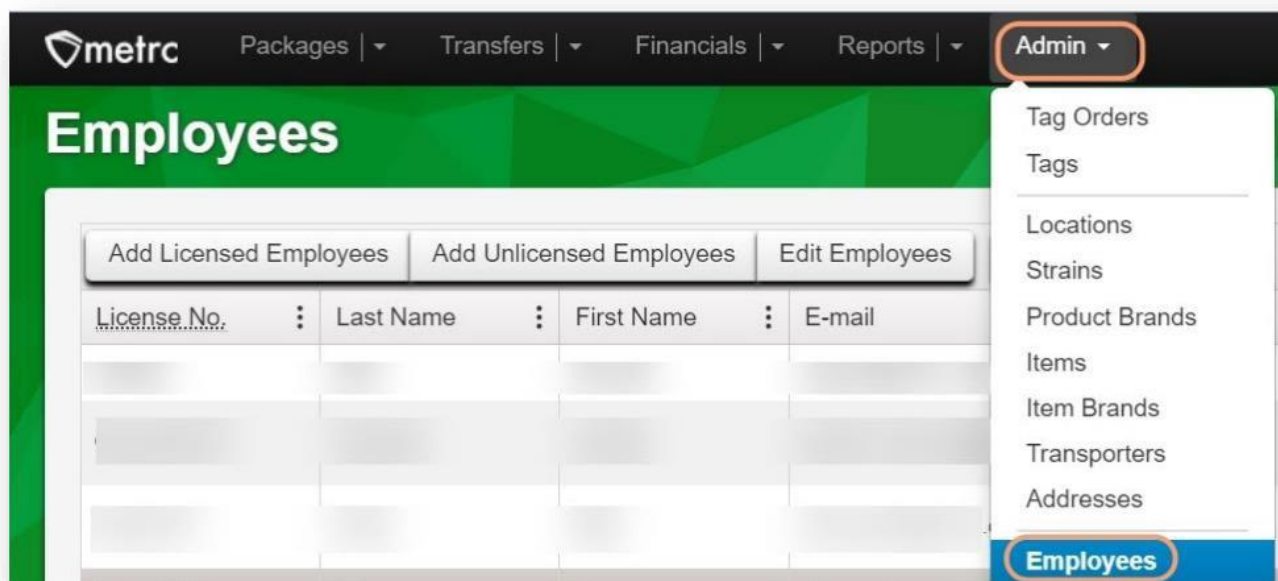 metrc Packages Transfers Financials Reports Admin
Employees
Tag Orders
Tags
Locations
Strains
Product Brands
Items
Item Brands
Transporters
Addresses
Employees
Add Licensed Employees Add Unlicensed Employees Edit Employees
License No. Last Name First Name E-mail